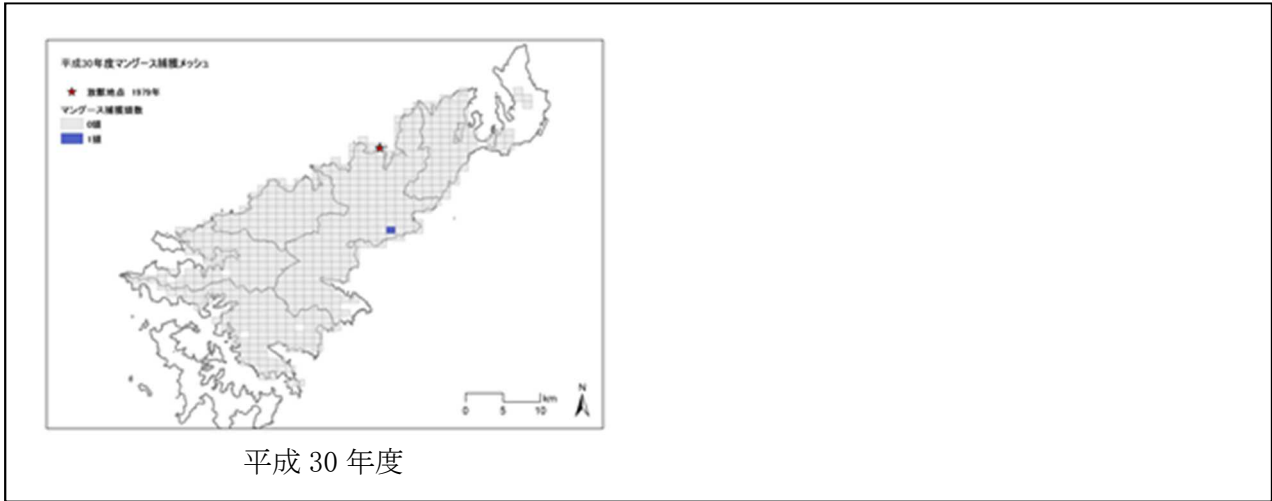 平成30年度マングース捕獲メッシュ
★ 放獣地点 1979年
マングース捕獲頭数
0頭
1頭
km
0 5 10
N
平成 30 年度